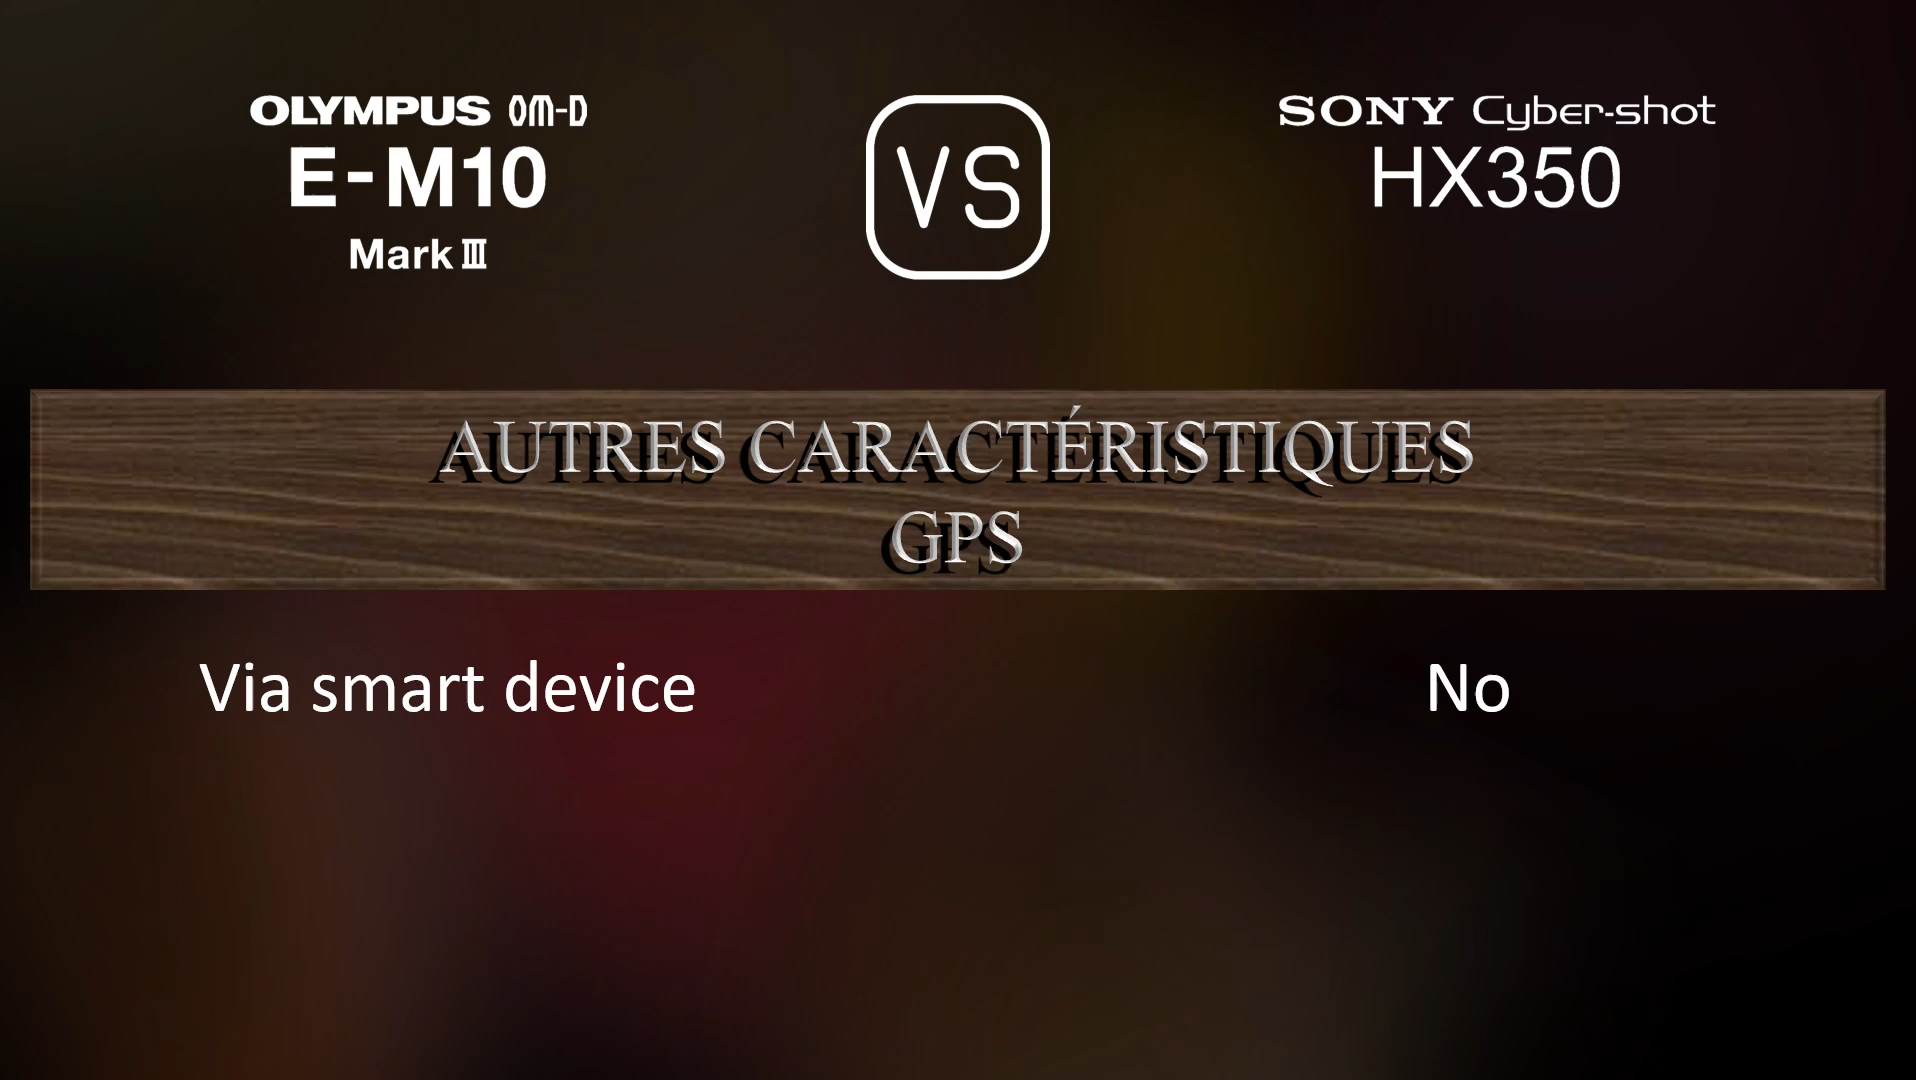 OLYMPUS OM-D
E-M10
Mark III
VS
SONY Cyber-shot
HX350
AUTRES CARACTÉRISTIQUES
GPS
Via smart device
No